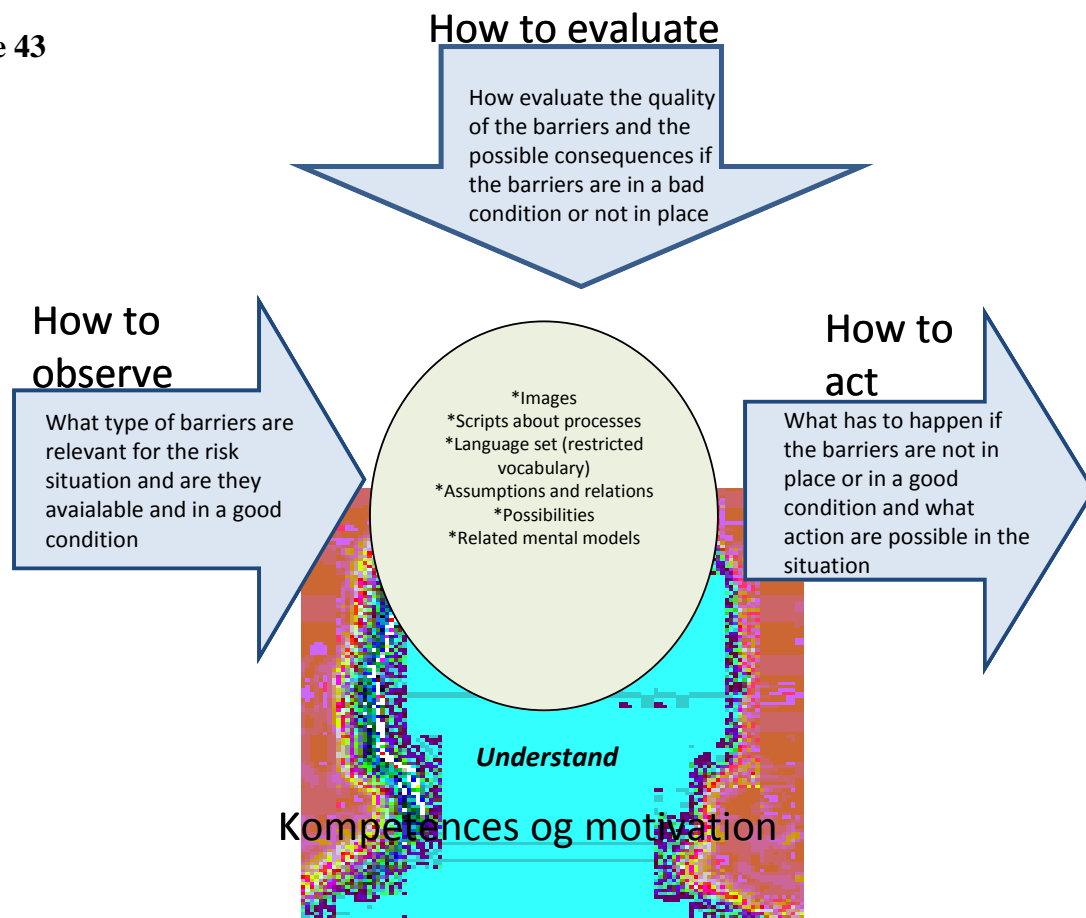 e 43
How to evaluate
How evaluate the quality
of the barriers and the
possible consequences if
the barriers are in a bad
condition or not in place
How to
observe
What type of barriers are
relevant for the risk
situation and are they
avaialable and in a good
condition
*Images
*Scripts about processes
*Language set (restricted
vocabulary)
*Assumptions and relations
*Possibilities
*Related mental models
How to
act
What has to happen if
the barriers are not in
place or in a good
condition and what
action are possible in the
situation
Understand
Kompetences og motivation